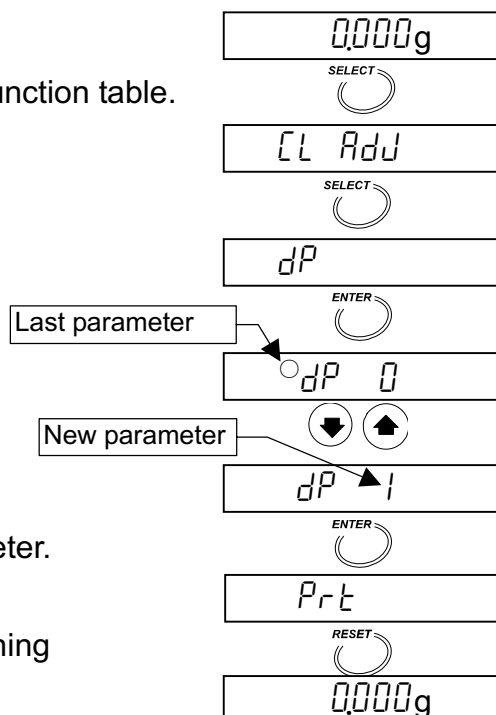 0.000g
SELECT
unction table.
CL AdJ
SELECT
dP
ENTER
Last parameter
dP 0
New parameter
dP 1
ENTER
eter.
Prt
RESET
ning
0.000g